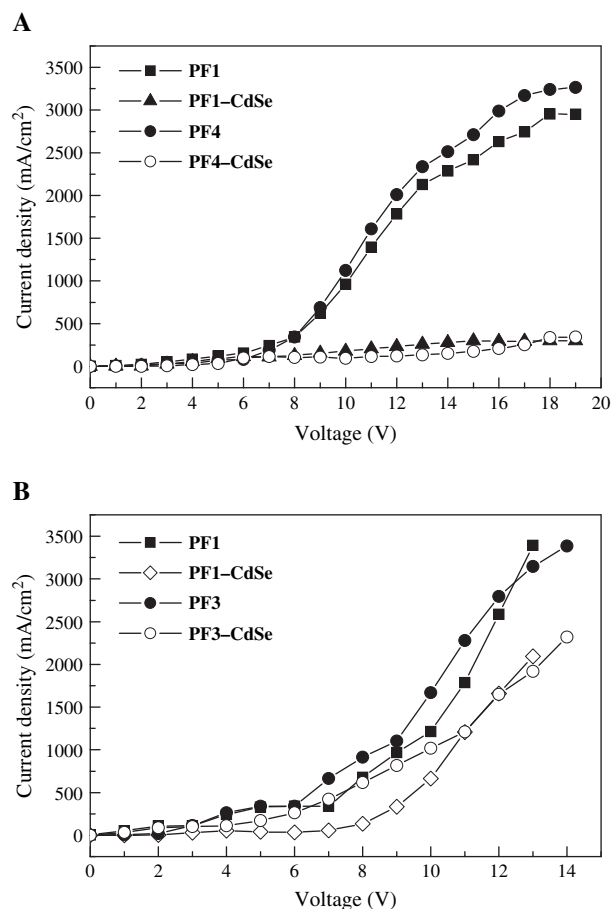 A
Current density (mA/cm²)
3500
3000
2500
2000
1500
1000
500
0
PF1
PF1–CdSe
PF4
PF4–CdSe
0 2 4 6 8 10 12 14 16 18 20
Voltage (V)
B
Current density (mA/cm²)
3500
3000
2500
2000
1500
1000
500
0
PF1
PF1–CdSe
PF3
PF3–CdSe
0 2 4 6 8 10 12 14
Voltage (V)